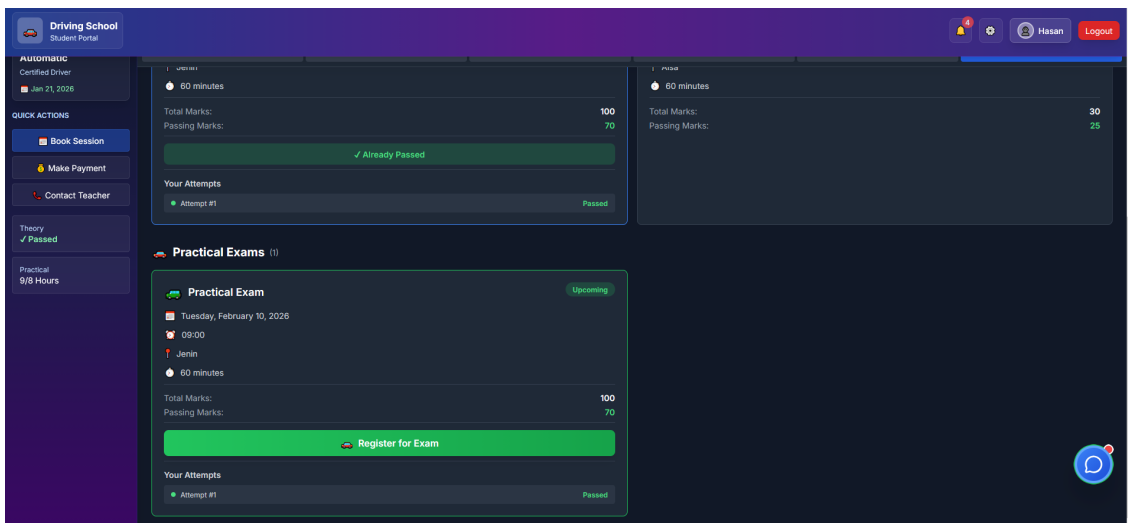 Driving School
Student Portal
4
Hasan
Logout
Automatic
Certified Driver
Jan 21, 2026
QUICK ACTIONS
Book Session
Make Payment
Contact Teacher
Theory
✓ Passed
Practical
9/8 Hours
Jenin
60 minutes
Total Marks: 100
Passing Marks: 70
✓ Already Passed
Your Attempts
Attempt #1 Passed
60 minutes
Total Marks: 30
Passing Marks: 25
Practical Exams (1)
Practical Exam
Upcoming
Tuesday, February 10, 2026
09:00
Jenin
60 minutes
Total Marks: 100
Passing Marks: 70
Register for Exam
Your Attempts
Attempt #1 Passed